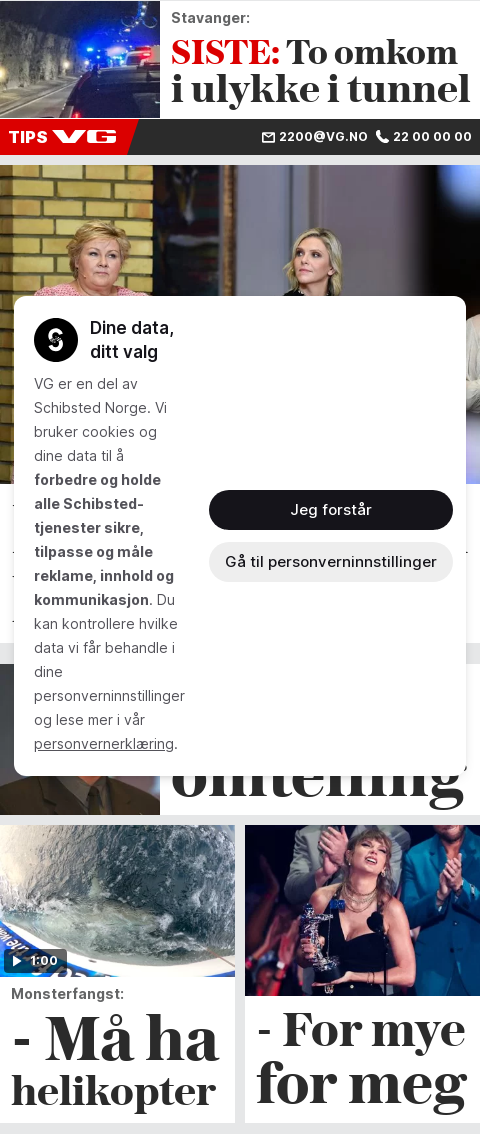 Stavanger:
SISTE: To omkom
i ulykke i tunnel
TIPS VG
2200@VG.NO 22 00 00 00
Dine data,
ditt valg
VG er en del av
Schibsted Norge. Vi
bruker cookies og
dine data til å
forbedre og holde
alle Schibsted-
tjenester sikre,
tilpasse og måle
reklame, innhold og
kommunikasjon. Du
kan kontrollere hvilke
data vi får behandle i
dine
personverninnstillinger
og lese mer i vår
personvernerklæring.
Jeg forstår
Gå til personverninnstillinger
omtelling
1:00
Monsterfangst:
- Må ha
helikopter
- For mye
for meg